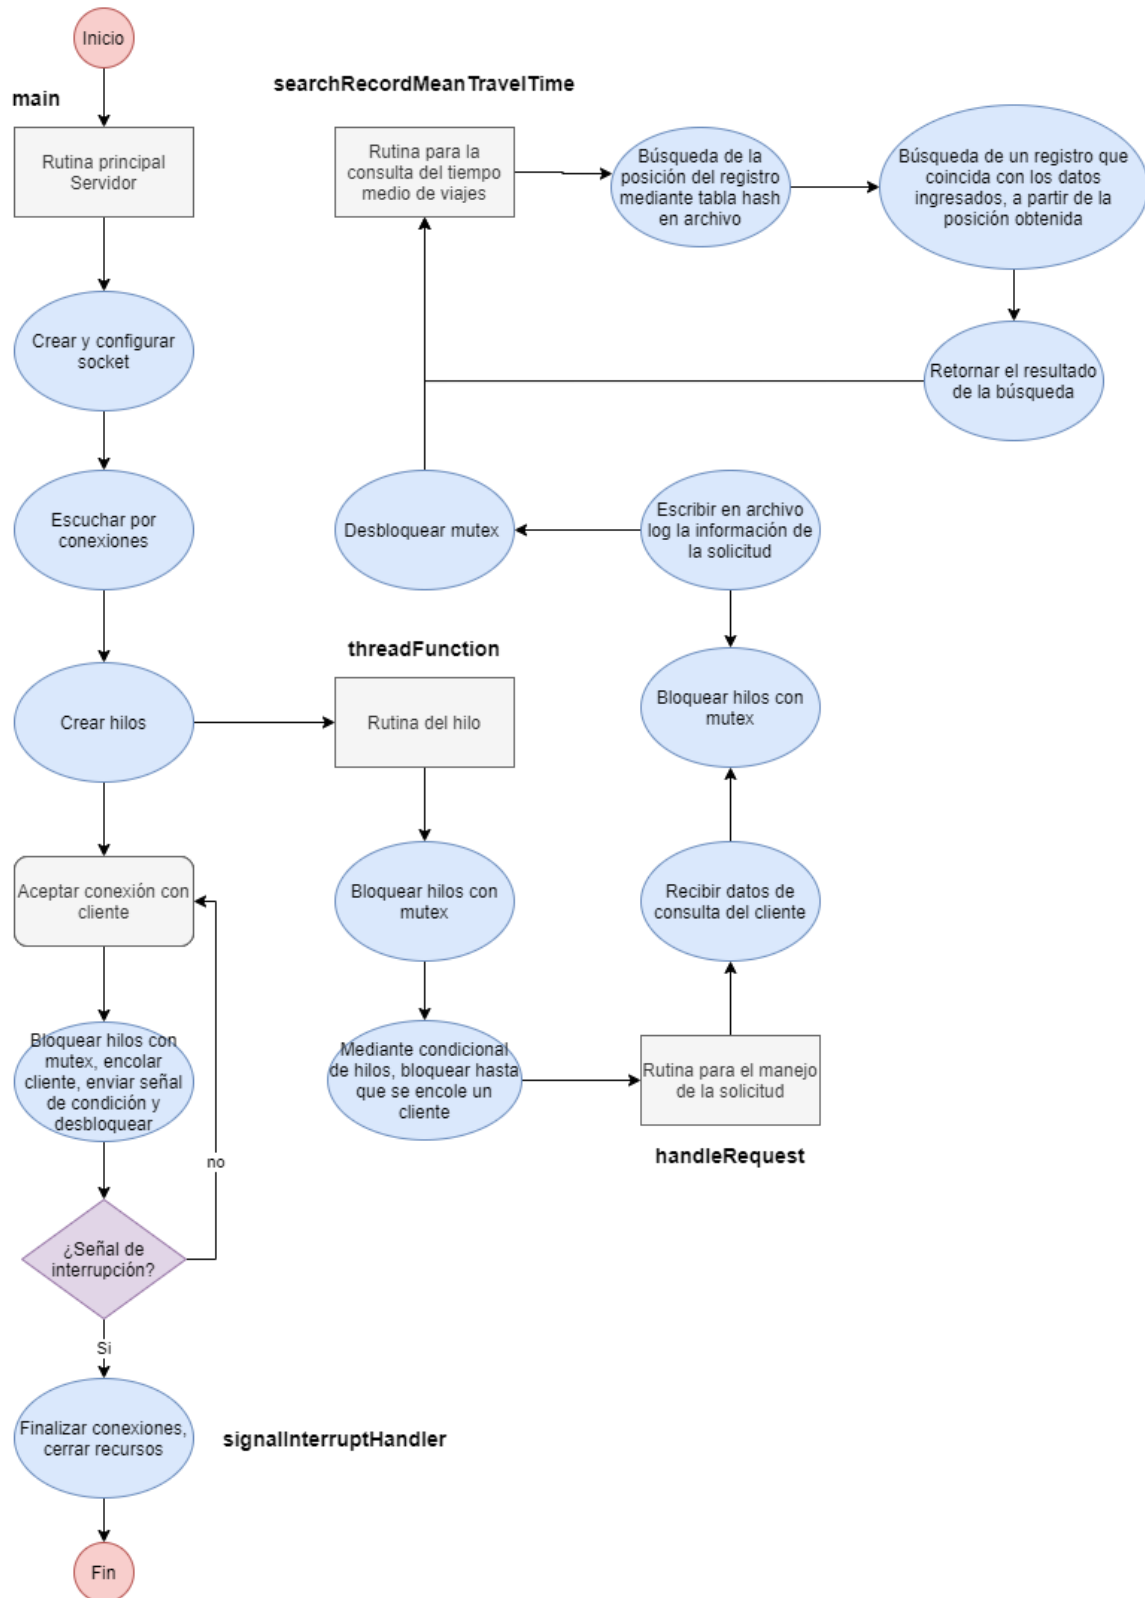 Inicio
main
Rutina principal
Servidor
Crear y configurar
socket
Escuchar por
conexiones
Crear hilos
Aceptar conexión con
cliente
Bloquear hilos con
mutex, encolar
cliente, enviar señal
de condición y
desbloquear
no
¿Señal de
interrupción?
Si
Finalizar conexiones,
cerrar recursos
signalInterruptHandler
Fin
searchRecordMeanTravelTime
Rutina para la
consulta del tiempo
medio de viajes
Búsqueda de la
posición del registro
mediante tabla hash
en archivo
Búsqueda de un registro que
coincida con los datos
ingresados, a partir de la
posición obtenida
Retornar el resultado
de la búsqueda
Desbloquear mutex
Escribir en archivo
log la información de
la solicitud
threadFunction
Rutina del hilo
Bloquear hilos con
mutex
Bloquear hilos con
mutex
Recibir datos de
consulta del cliente
Mediante condicional
de hilos, bloquear hasta
que se encole un
cliente
Rutina para el manejo
de la solicitud
handleRequest